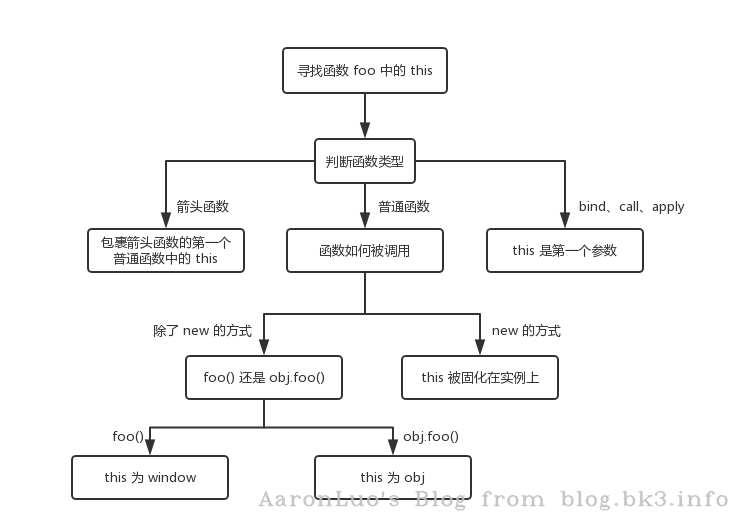 寻找函数 foo 中的 this
判断函数类型
箭头函数
普通函数
bind、call、apply
包裹箭头函数的第一个
普通函数中的 this
函数如何被调用
this 是第一个参数
除了 new 的方式
new 的方式
foo() 还是 obj.foo()
this 被固化在实例上
foo()
obj.foo()
this 为 window
this 为 obj
AaronLuo's Blog from blog.bk3.info